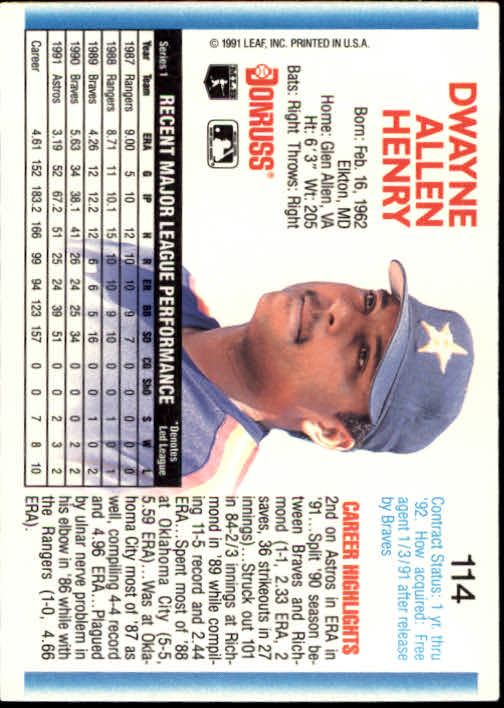 DWAYNE
ALLEN
HENRY
Born: Feb. 16, 1962
Elkton, MD
Home: Glen Allen, VA
Ht: 6'3" Wt: 205
Bats: Right Throws: Right
DONRUSS®
MLBPA
© 1991 LEAF, INC. PRINTED IN U.S.A.
114
Contract Status: 1 yr. thru
'92. How acquired: Free
agent 1/3/91 after release
by Braves
CAREER HIGHLIGHTS
2nd on Astros in ERA in
'91...Split '90 season be-
tween Braves and Rich-
mond (1-1, 2.33 ERA, 2
saves, 36 strikeouts in 27
innings)...Struck out 101
in 84-2/3 innings at Rich-
mond in '89 while compil-
ing 11-5 record and 2.44
ERA...Spent most of '88
at Oklahoma City (5-5,
5.59 ERA)...Was at Okla-
homa City most of '87 as
well, compiling 4-4 record
and 4.96 ERA...Plagued
by ulnar nerve problem in
his elbow in '86 while with
the Rangers (1-0, 4.66
ERA).
Series 1 RECENT MAJOR LEAGUE PERFORMANCE *Denotes
Led League
Year Team ERA G IP H R ER BB SO CG ShO S W L
1987 Rangers 9.00 5 10 12 10 10 9 7 0 0 0 0 0
1988 Rangers 8.71 11 10.1 15 10 10 9 10 0 0 1 0 1
1989 Braves 4.26 12 12.2 12 6 6 5 16 0 0 1 0 2
1990 Braves 5.63 34 38.1 41 26 24 25 34 0 0 0 2 2
1991 Astros 3.19 52 67.2 51 25 24 39 51 0 0 2 3 2
Career 4.61 152 183.2 166 99 94 123 157 0 0 7 8 10